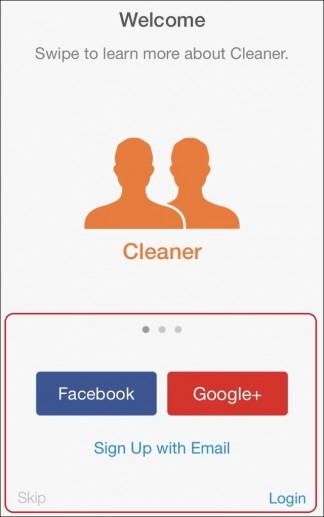 Welcome
Swipe to learn more about Cleaner.
Cleaner
Facebook Google+
Sign Up with Email
Skip Login